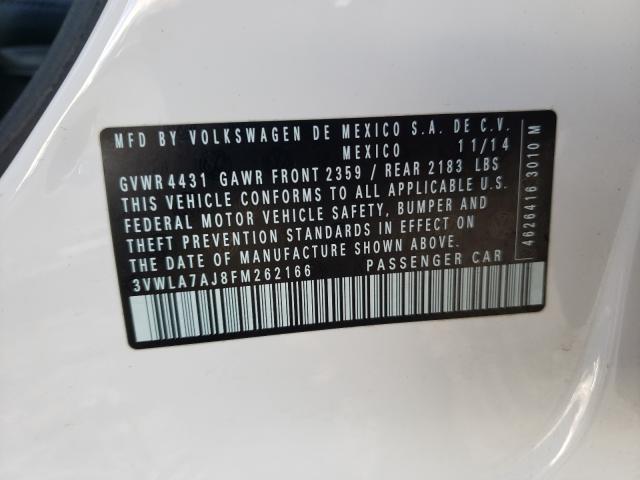 MFD BY VOLKSWAGEN DE MEXICO S.A. DE C.V.
MEXICO 11/14
GVWR 4431 GAWR FRONT 2359 / REAR 2183 LBS
THIS VEHICLE CONFORMS TO ALL APPLICABLE U.S.
FEDERAL MOTOR VEHICLE SAFETY, BUMPER AND
THEFT PREVENTION STANDARDS IN EFFECT ON
THE DATE OF MANUFACTURE SHOWN ABOVE.
3VWLA7AJ8FM262166 PASSENGER CAR
4626416 3010 M